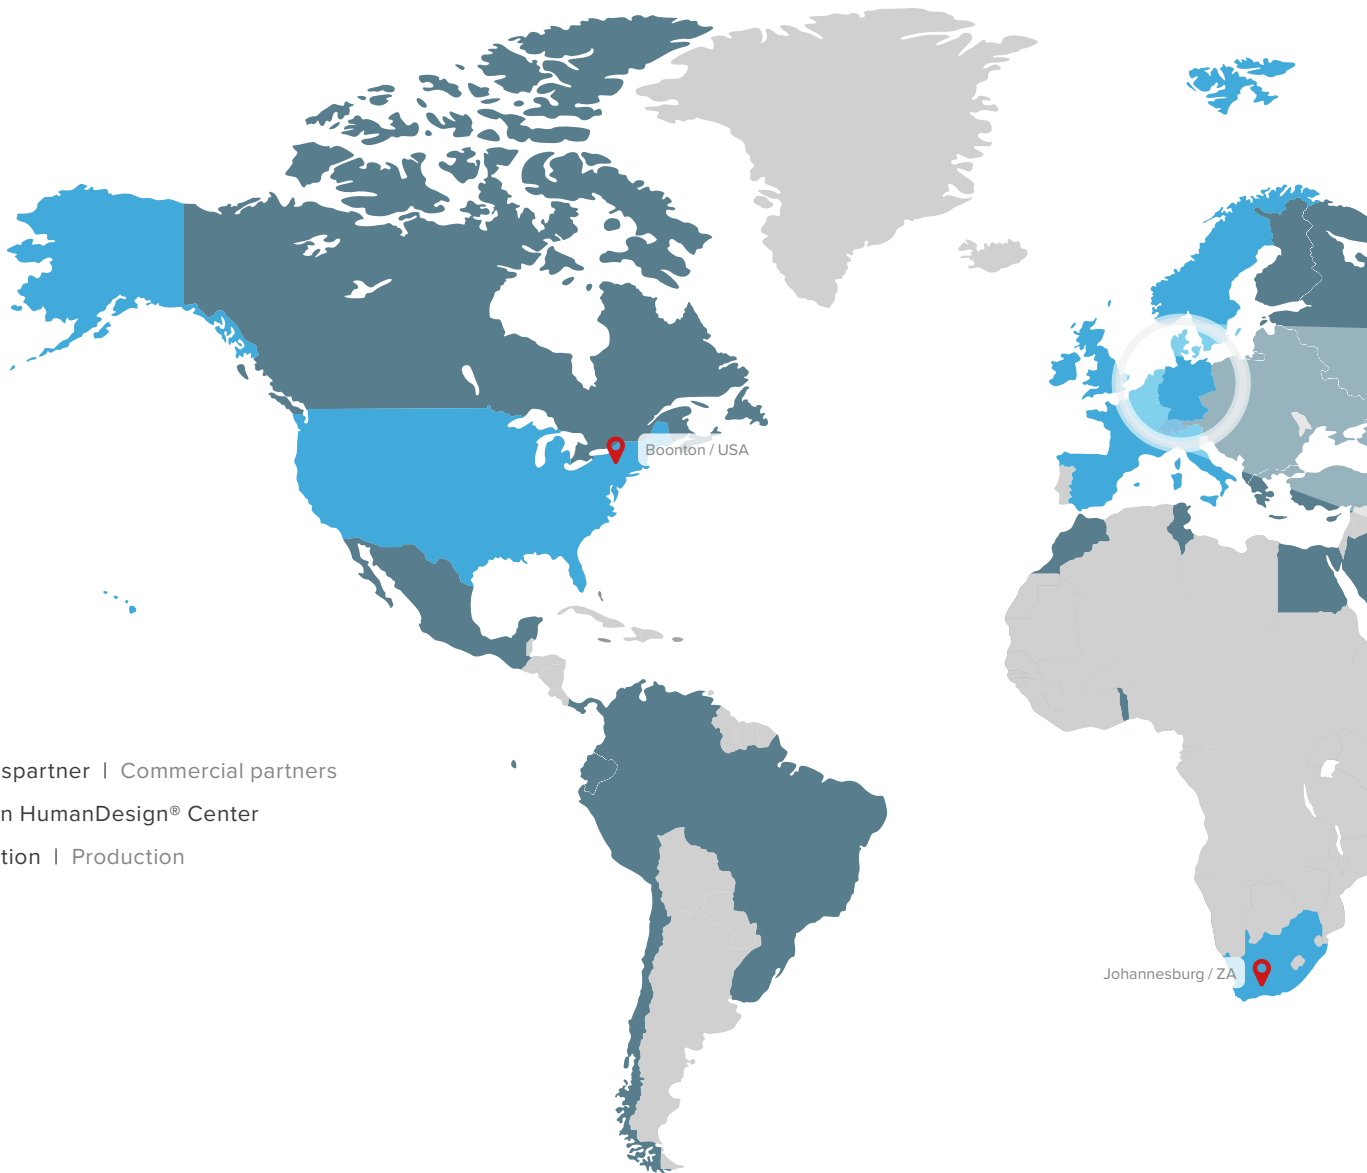 Boonton / USA
spartner | Commercial partners
n HumanDesign® Center
tion | Production
Johannesburg / ZA